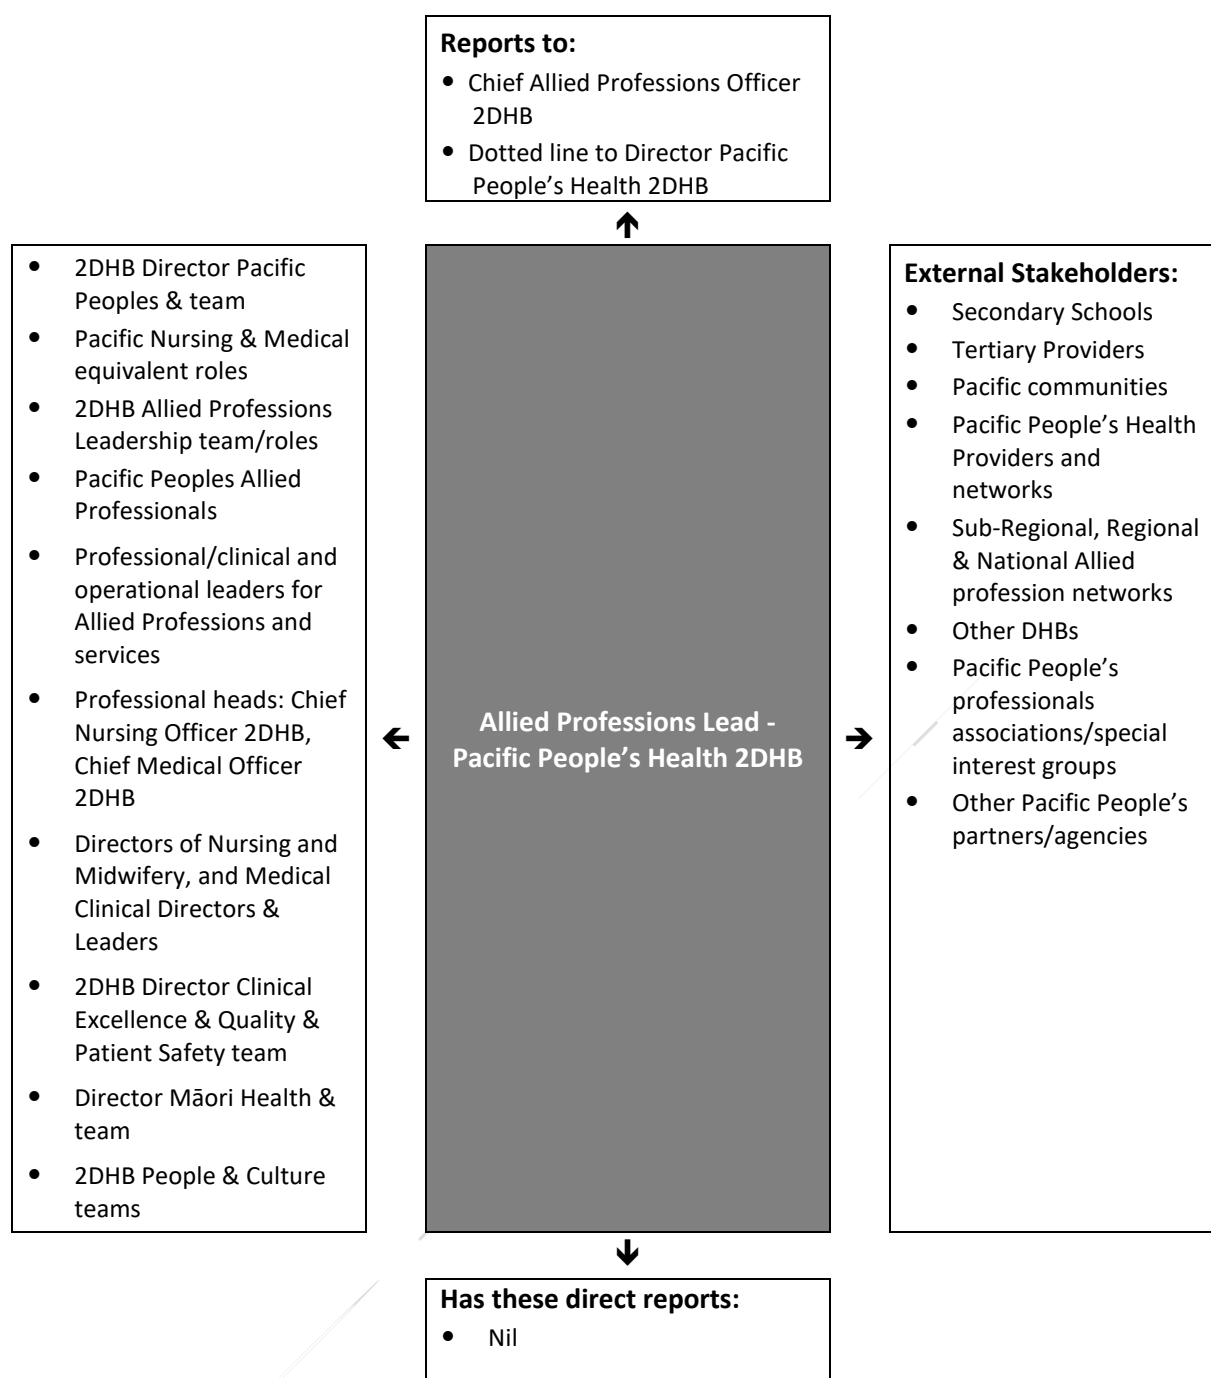 Reports to:
• Chief Allied Professions Officer
2DHB
• Dotted line to Director Pacific
People’s Health 2DHB
• 2DHB Director Pacific
Peoples & team
• Pacific Nursing & Medical
equivalent roles
• 2DHB Allied Professions
Leadership team/roles
• Pacific Peoples Allied
Professionals
• Professional/clinical and
operational leaders for
Allied Professions and
services
• Professional heads: Chief
Nursing Officer 2DHB,
Chief Medical Officer
2DHB
• Directors of Nursing and
Midwifery, and Medical
Clinical Directors &
Leaders
• 2DHB Director Clinical
Excellence & Quality &
Patient Safety team
• Director Māori Health &
team
• 2DHB People & Culture
teams
Allied Professions Lead -
Pacific People’s Health 2DHB
External Stakeholders:
• Secondary Schools
• Tertiary Providers
• Pacific communities
• Pacific People’s Health
Providers and
networks
• Sub-Regional, Regional
& National Allied
profession networks
• Other DHBs
• Pacific People’s
professionals
associations/special
interest groups
• Other Pacific People’s
partners/agencies
Has these direct reports:
• Nil